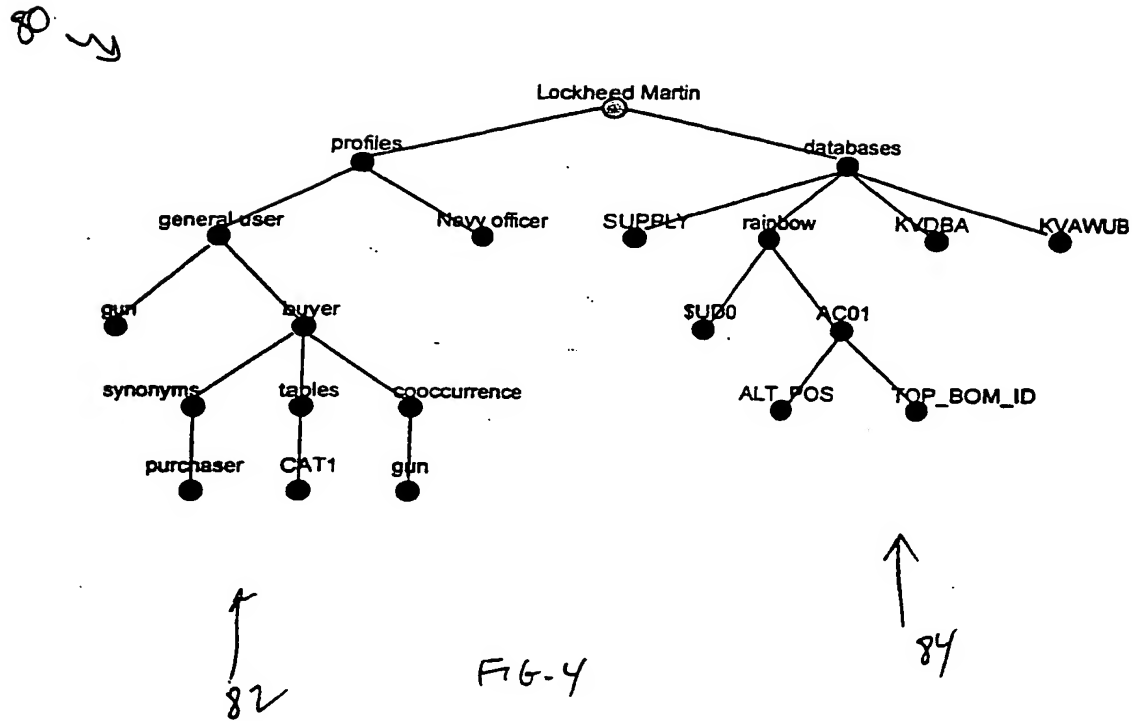 80
Lockheed Martin
profiles databases
general user Navy officer SUPPLY rainbow KVDBA KVAWUB
gun buyer $UD0 AC01
synonyms tables cooccurrence ALT_POS TOP_BOM_ID
purchaser CAT1 gun
84
82 FIG-4